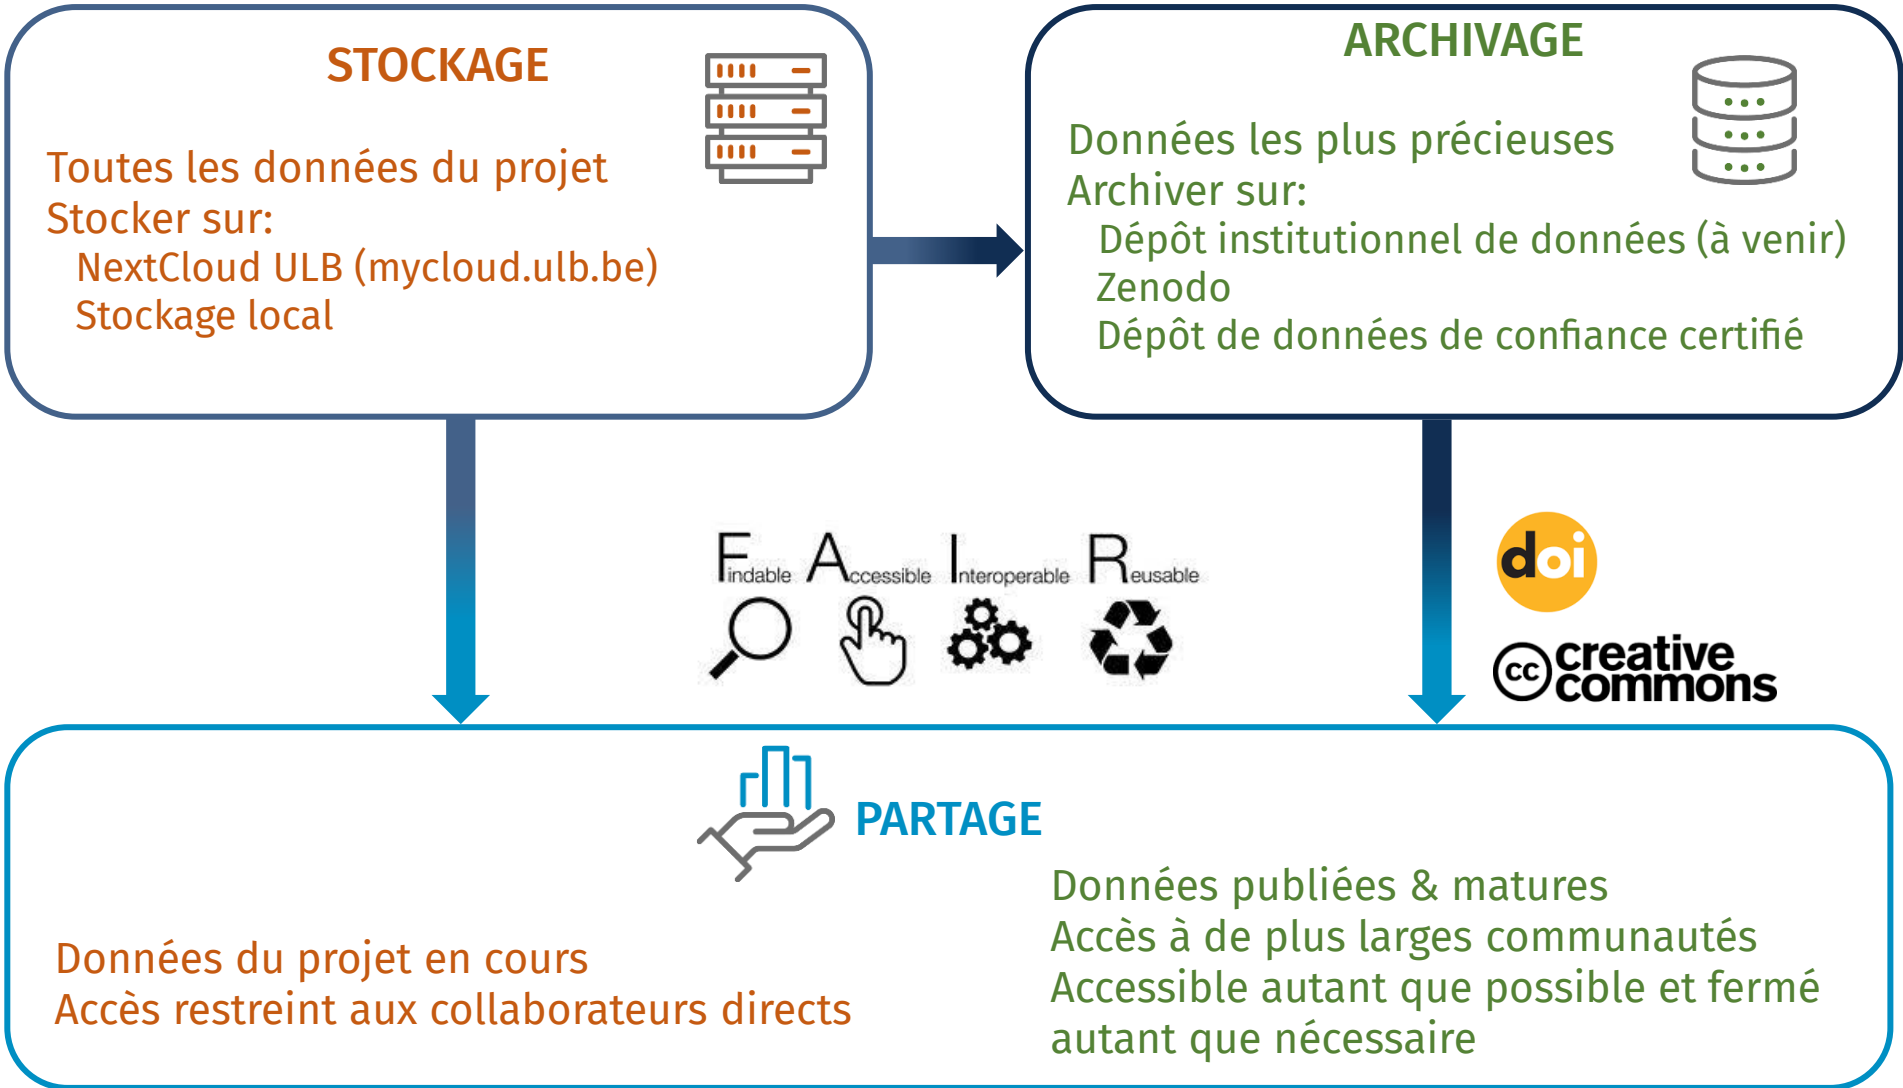 STOCKAGE
Toutes les données du projet
Stocker sur:
NextCloud ULB (mycloud.ulb.be)
Stockage local
ARCHIVAGE
Données les plus précieuses
Archiver sur:
Dépôt institutionnel de données (à venir)
Zenodo
Dépôt de données de confiance certifié
Findable Accessible Interoperable Reusable
doi
cc creative
commons
PARTAGE
Données du projet en cours
Accès restreint aux collaborateurs directs
Données publiées & matures
Accès à de plus larges communautés
Accessible autant que possible et fermé
autant que nécessaire